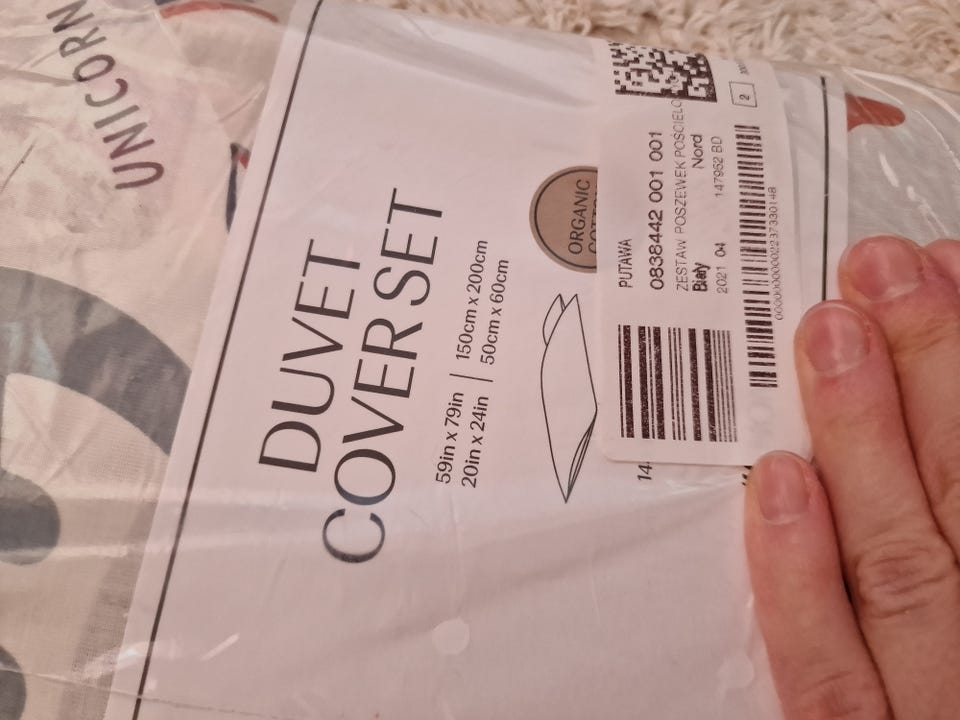 UNICORN
DUVET
COVER SET
59in x 79in | 150cm x 200cm
20in x 24in | 50cm x 60cm
ORGANIC
14
PUTAWA
0838442 001 001
ZESTAW POSZEWEK POŚCIELO
Biały Nord
2021 04 147952 BD
2